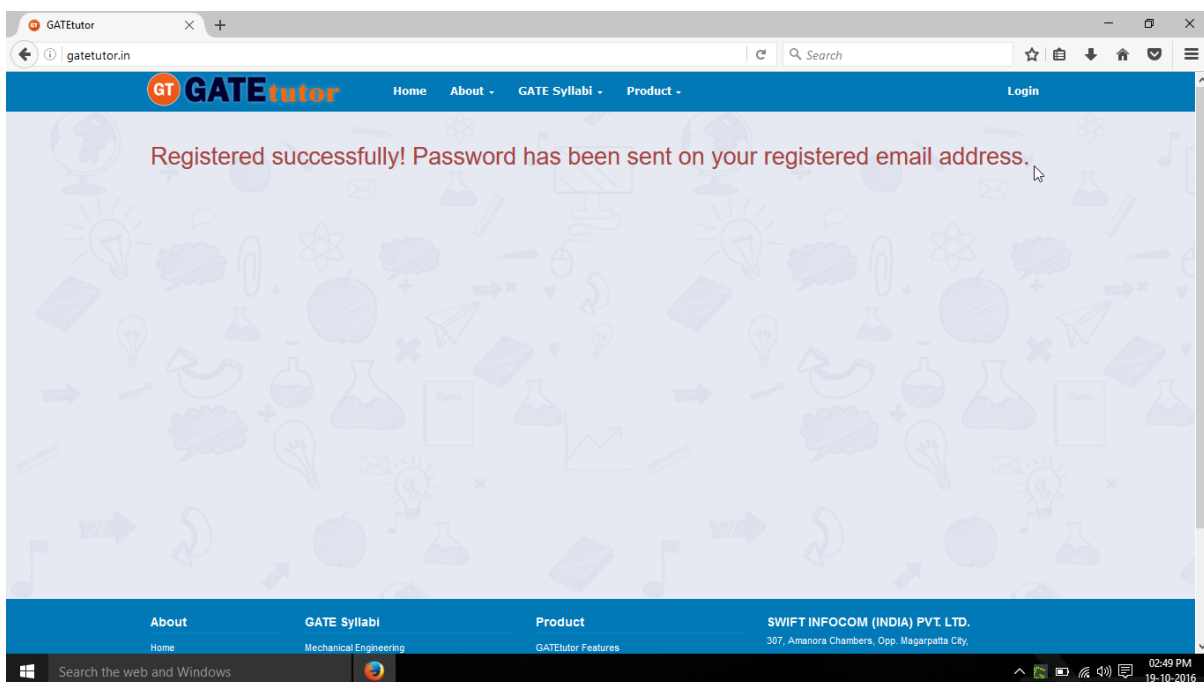 GATEtutor
gatetutor.in
Search
GT GATEtutor
Home About GATE Syllabi Product Login
Registered successfully! Password has been sent on your registered email address.
About GATE Syllabi Product SWIFT INFOCOM (INDIA) PVT. LTD.
Home Mechanical Engineering GATEtutor Features 307, Amanora Chambers, Opp. Magarpatta City,
Search the web and Windows
02:49 PM
19-10-2016